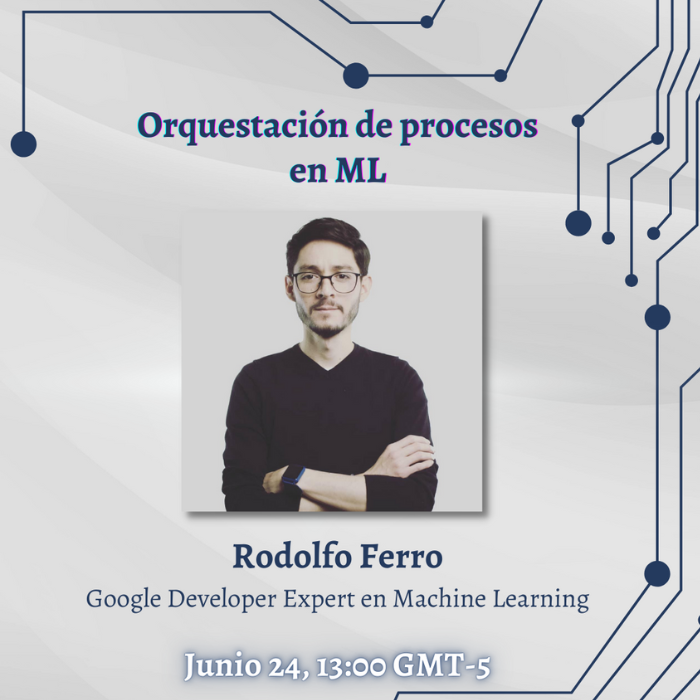 Orquestación de procesos
en ML
Rodolfo Ferro
Google Developer Expert en Machine Learning
Junio 24, 13:00 GMT-5